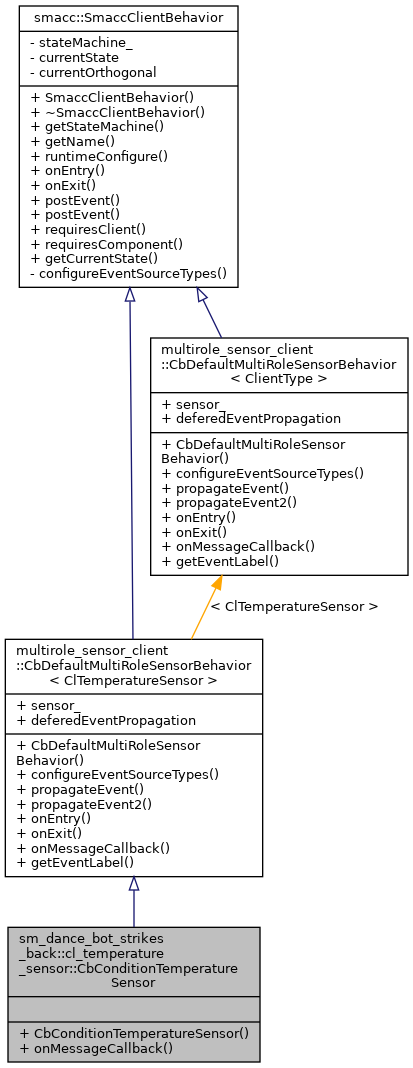 smacc::SmaccClientBehavior
- stateMachine_
- currentState
- currentOrthogonal
+ SmaccClientBehavior()
+ ~SmaccClientBehavior()
+ getStateMachine()
+ getName()
+ runtimeConfigure()
+ onEntry()
+ onExit()
+ postEvent()
+ postEvent()
+ requiresClient()
+ requiresComponent()
+ getCurrentState()
- configureEventSourceTypes()
multirole_sensor_client
::CbDefaultMultiRoleSensorBehavior
< ClientType >
+ sensor_
+ deferedEventPropagation
+ CbDefaultMultiRoleSensor
Behavior()
+ configureEventSourceTypes()
+ propagateEvent()
+ propagateEvent2()
+ onEntry()
+ onExit()
+ onMessageCallback()
+ getEventLabel()
< ClTemperatureSensor >
multirole_sensor_client
::CbDefaultMultiRoleSensorBehavior
< ClTemperatureSensor >
+ sensor_
+ deferedEventPropagation
+ CbDefaultMultiRoleSensor
Behavior()
+ configureEventSourceTypes()
+ propagateEvent()
+ propagateEvent2()
+ onEntry()
+ onExit()
+ onMessageCallback()
+ getEventLabel()
sm_dance_bot_strikes
_back::cl_temperature
_sensor::CbConditionTemperature
Sensor
+ CbConditionTemperatureSensor()
+ onMessageCallback()